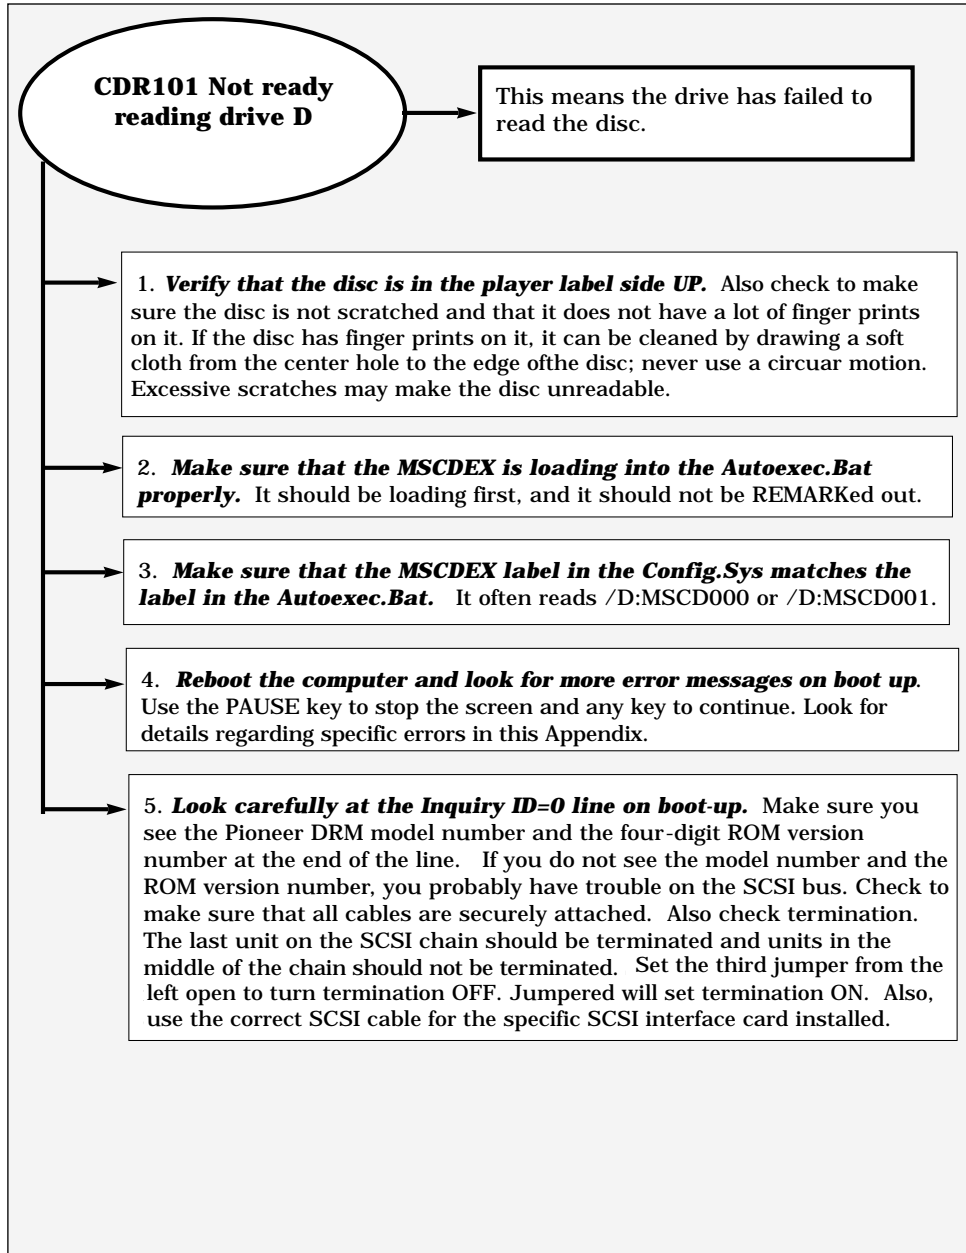 CDR101 Not ready
reading drive D
This means the drive has failed to
read the disc.
1. Verify that the disc is in the player label side UP. Also check to make
sure the disc is not scratched and that it does not have a lot of finger prints
on it. If the disc has finger prints on it, it can be cleaned by drawing a soft
cloth from the center hole to the edge ofthe disc; never use a circuar motion.
Excessive scratches may make the disc unreadable.
2. Make sure that the MSCDEX is loading into the Autoexec.Bat
properly. It should be loading first, and it should not be REMARKed out.
3. Make sure that the MSCDEX label in the Config.Sys matches the
label in the Autoexec.Bat. It often reads /D:MSCD000 or /D:MSCD001.
4. Reboot the computer and look for more error messages on boot up.
Use the PAUSE key to stop the screen and any key to continue. Look for
details regarding specific errors in this Appendix.
5. Look carefully at the Inquiry ID=0 line on boot-up. Make sure you
see the Pioneer DRM model number and the four-digit ROM version
number at the end of the line. If you do not see the model number and the
ROM version number, you probably have trouble on the SCSI bus. Check to
make sure that all cables are securely attached. Also check termination.
The last unit on the SCSI chain should be terminated and units in the
middle of the chain should not be terminated. Set the third jumper from the
left open to turn termination OFF. Jumpered will set termination ON. Also,
use the correct SCSI cable for the specific SCSI interface card installed.